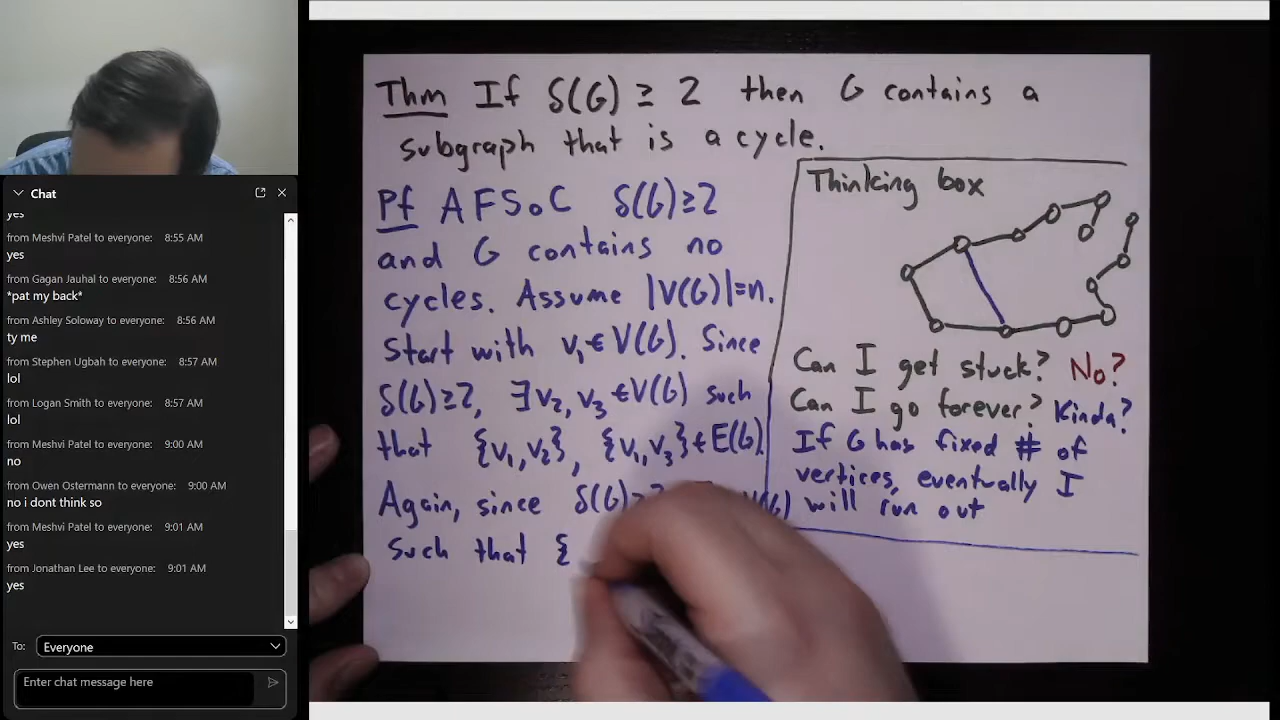 Chat
yes
from Meshvi Patel to everyone: 8:55 AM
yes
from Gagan Jauhal to everyone: 8:56 AM
*pat my back*
from Ashley Soloway to everyone: 8:56 AM
ty me
from Stephen Ugbah to everyone: 8:57 AM
lol
from Logan Smith to everyone: 8:57 AM
lol
from Meshvi Patel to everyone: 9:00 AM
no
from Owen Ostermann to everyone: 9:00 AM
no i dont think so
from Meshvi Patel to everyone: 9:01 AM
yes
from Jonathan Lee to everyone: 9:01 AM
yes
To: Everyone
Enter chat message here
Thm If δ(G) ≥ 2 then G contains a
subgraph that is a cycle.
Pf AFSoC δ(G)≥2
and G contains no
cycles. Assume |V(G)|=n.
Start with v₁∈V(G). Since
δ(G)≥2, ∃v₂,v₃∈V(G) such
that {v₁,v₂}, {v₁,v₃}∈E(G).
Again, since δ(G)≥2
such that {
Thinking box
Can I get stuck? No?
Can I go forever? Kinda?
If G has fixed # of
vertices, eventually I
will run out